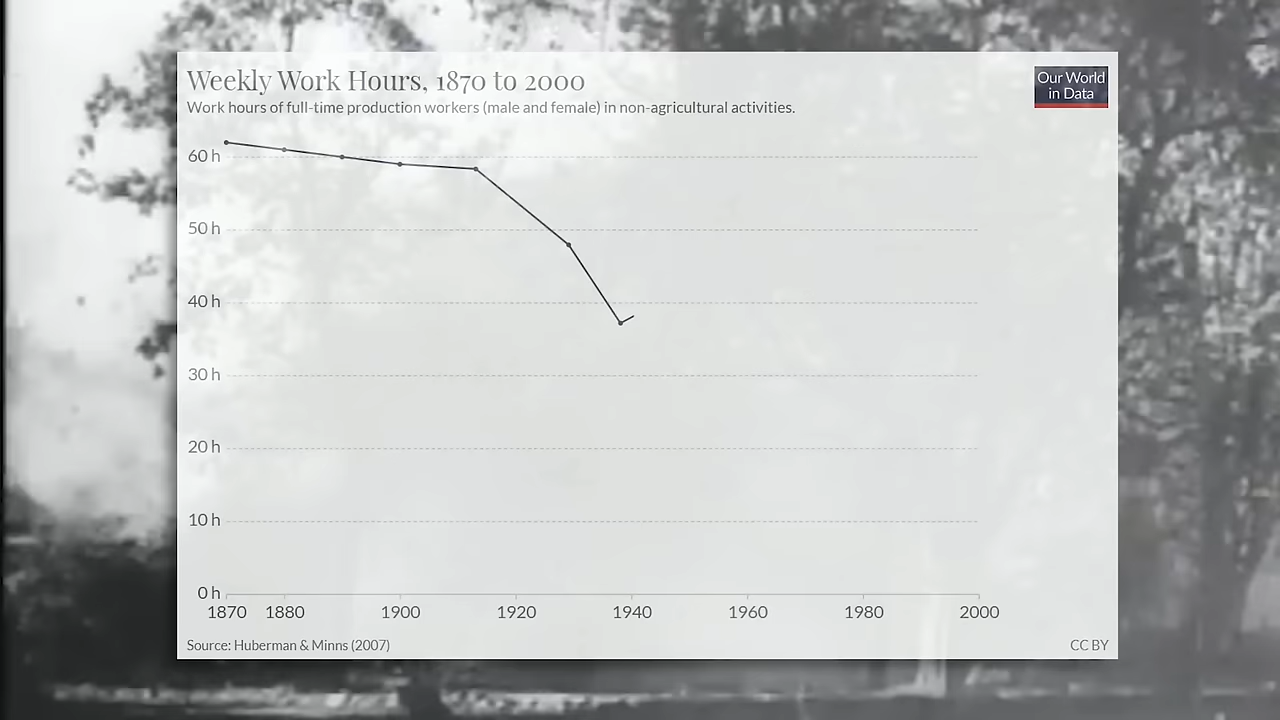 Weekly Work Hours, 1870 to 2000
Work hours of full-time production workers (male and female) in non-agricultural activities.
Our World
in Data
60 h
50 h
40 h
30 h
20 h
10 h
0 h
1870 1880 1900 1920 1940 1960 1980 2000
Source: Huberman & Minns (2007)
CC BY